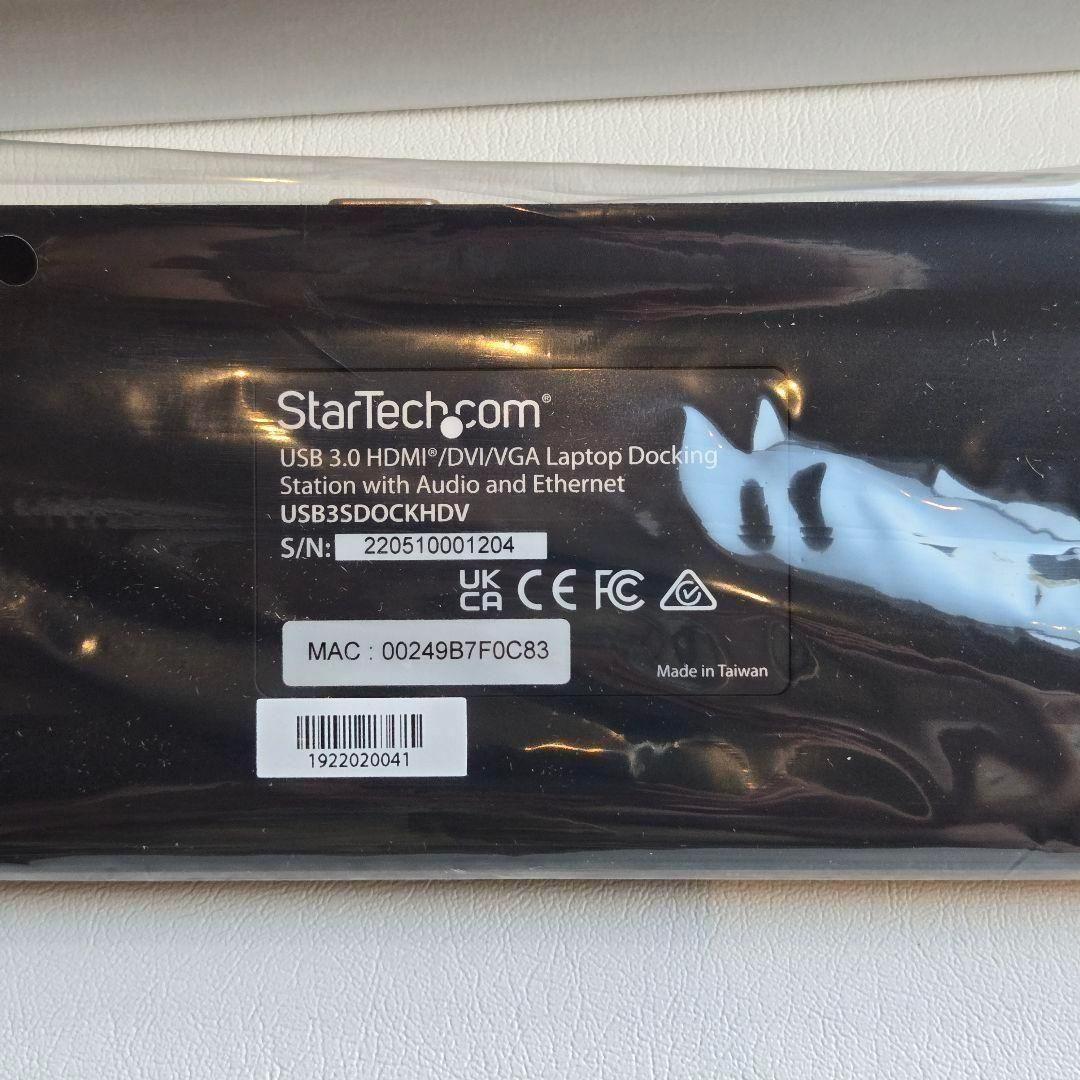 StarTech.com®
USB 3.0 HDMI®/DVI/VGA Laptop Docking
Station with Audio and Ethernet
USB3SDOCKHDV
S/N: 220510001204
UK
CA CE FC
MAC : 00249B7F0C83
Made in Taiwan
1922020041